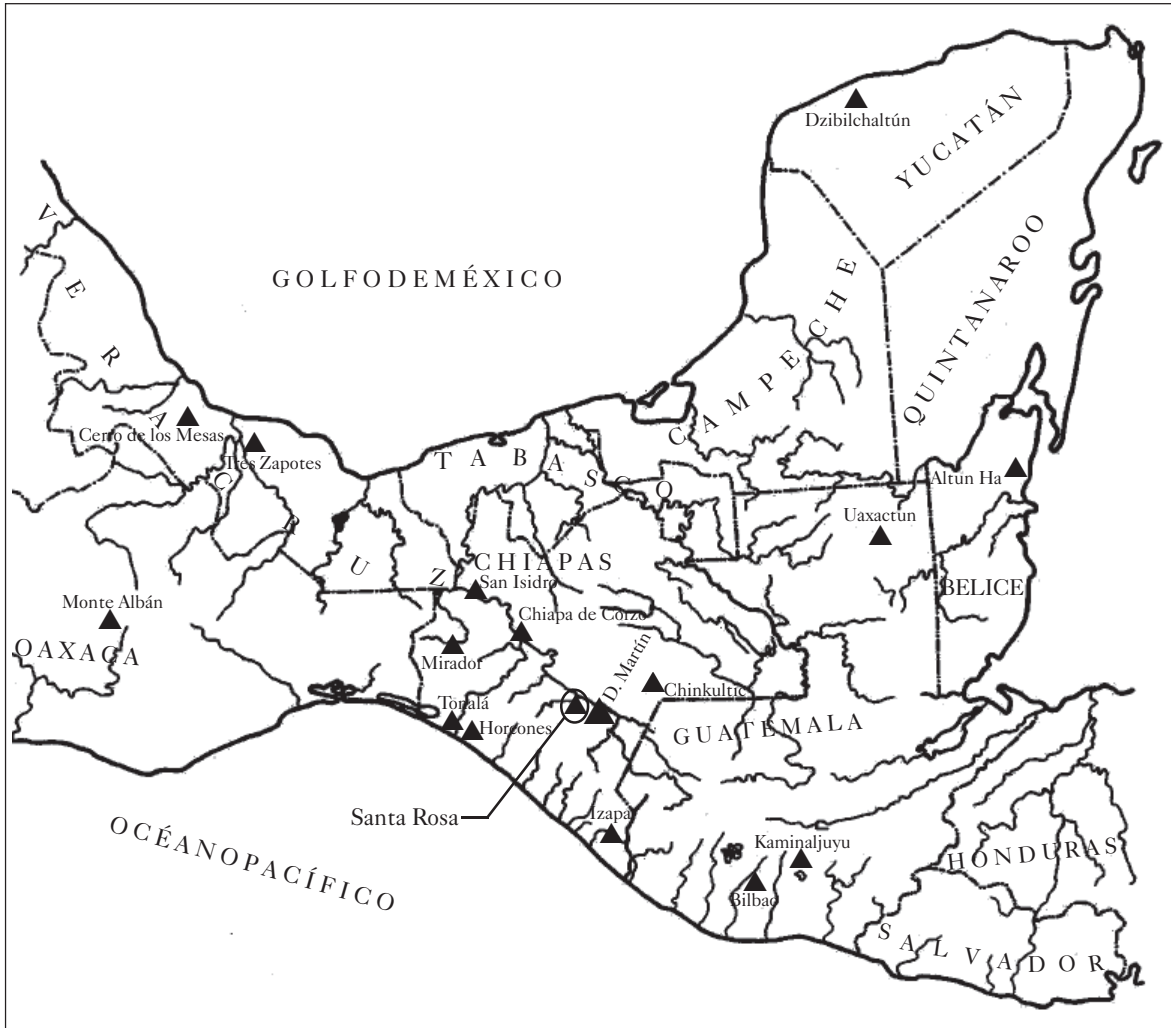 Dzibilchaltún
YUCATÁN
VERACRUZ
GOLFODEMÉXICO
CAMPECHE
QUINTANAROO
Cerro de los Mesas
Tres Zapotes
TABASCO
Altun Ha
Uaxactun
CHIAPAS
San Isidro
BELICE
Monte Albán
Chiapa de Corzo
OAXAGA
Mirador
D. Martín
Chinkultic
Tonalá
Horcones
GUATEMALA
Santa Rosa
Izapa
OCÉANOPACÍFICO
Kaminaljuyu
HONDURAS
Bilbao
SALVADOR